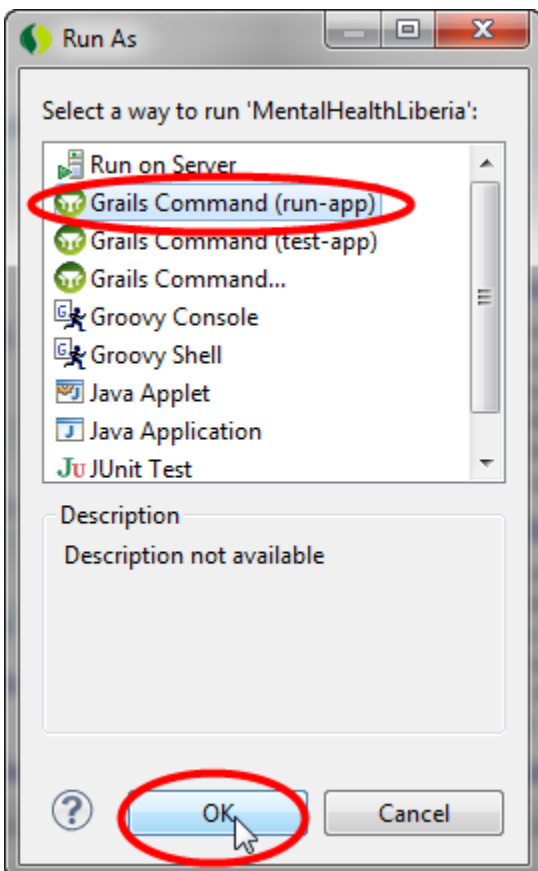 Run As
Select a way to run 'MentalHealthLiberia':
Run on Server
Grails Command (run-app)
Grails Command (test-app)
Grails Command...
Groovy Console
Groovy Shell
Java Applet
Java Application
JUnit Test
Description
Description not available
OK
Cancel